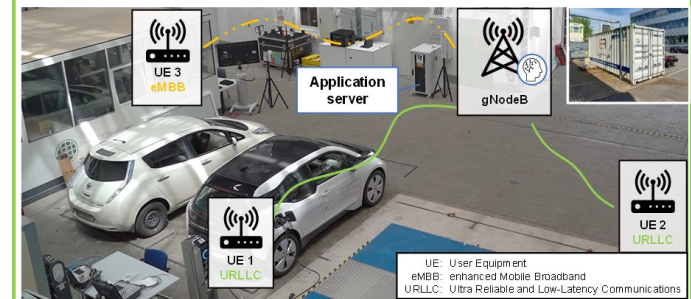 UE 3
eMBB
Application
server
gNodeB
UE 1
URLLC
UE 2
URLLC
UE: User Equipment
eMBB: enhanced Mobile Broadband
URLLC: Ultra Reliable and Low-Latency Communications